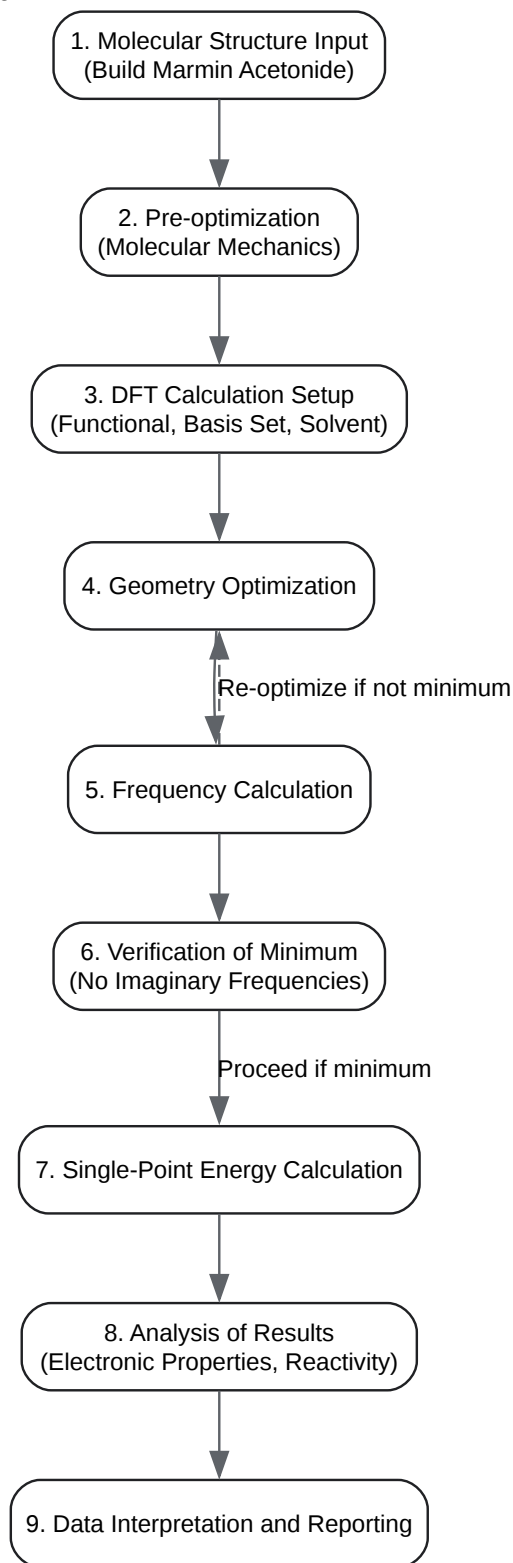 1. Molecular Structure Input
(Build Marmin Acetonide)
2. Pre-optimization
(Molecular Mechanics)
3. DFT Calculation Setup
(Functional, Basis Set, Solvent)
4. Geometry Optimization
Re-optimize if not minimum
5. Frequency Calculation
6. Verification of Minimum
(No Imaginary Frequencies)
Proceed if minimum
7. Single-Point Energy Calculation
8. Analysis of Results
(Electronic Properties, Reactivity)
9. Data Interpretation and Reporting